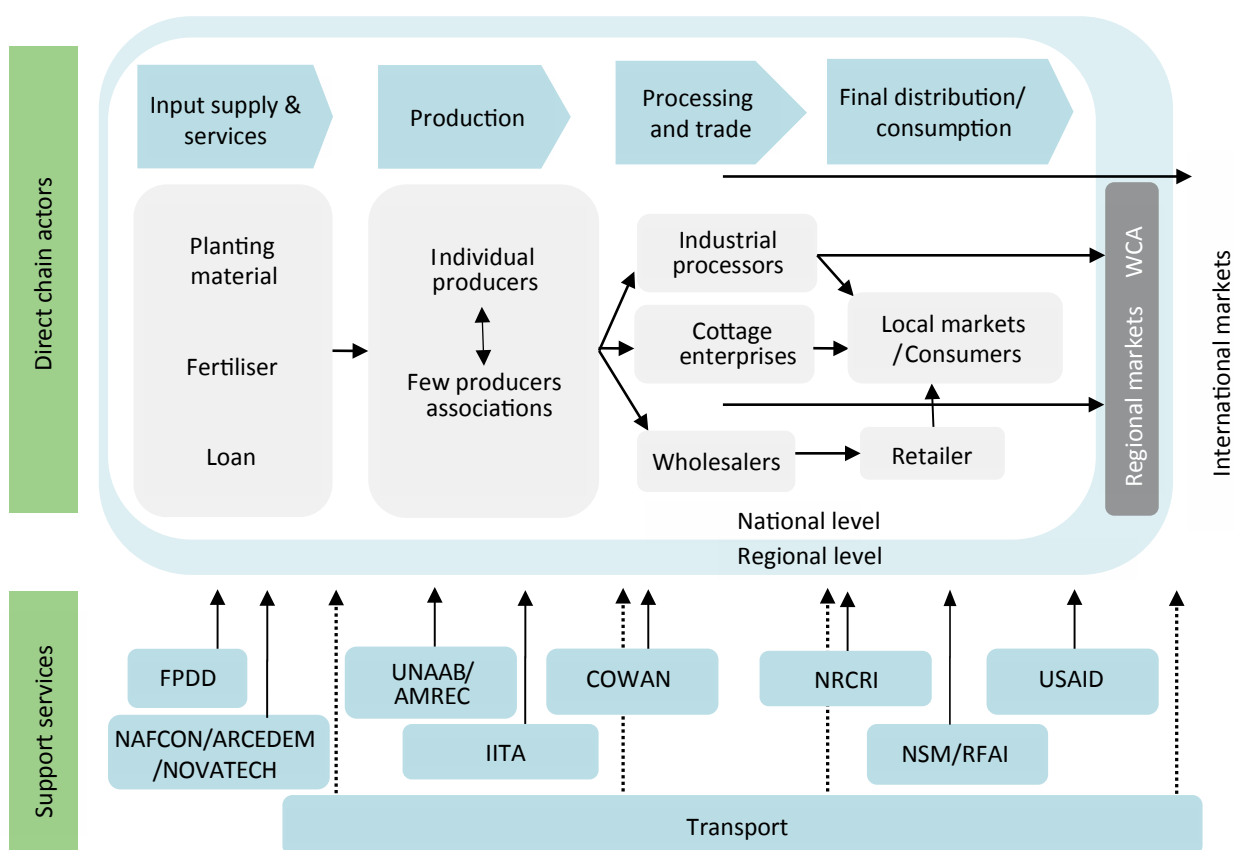 Direct chain actors
Input supply &
services
Production
Processing
and trade
Final distribution/
consumption
Planting
material
Fertiliser
Loan
Individual
producers
Few producers
associations
Industrial
processors
Cottage
enterprises
Wholesalers
Local markets
/Consumers
Retailer
Regional markets WCA
International markets
National level
Regional level
Support services
FPDD
NAFCON/ARCEDEM
/NOVATECH
UNAAB/
AMREC
IITA
COWAN
NRCRI
NSM/RFAI
USAID
Transport